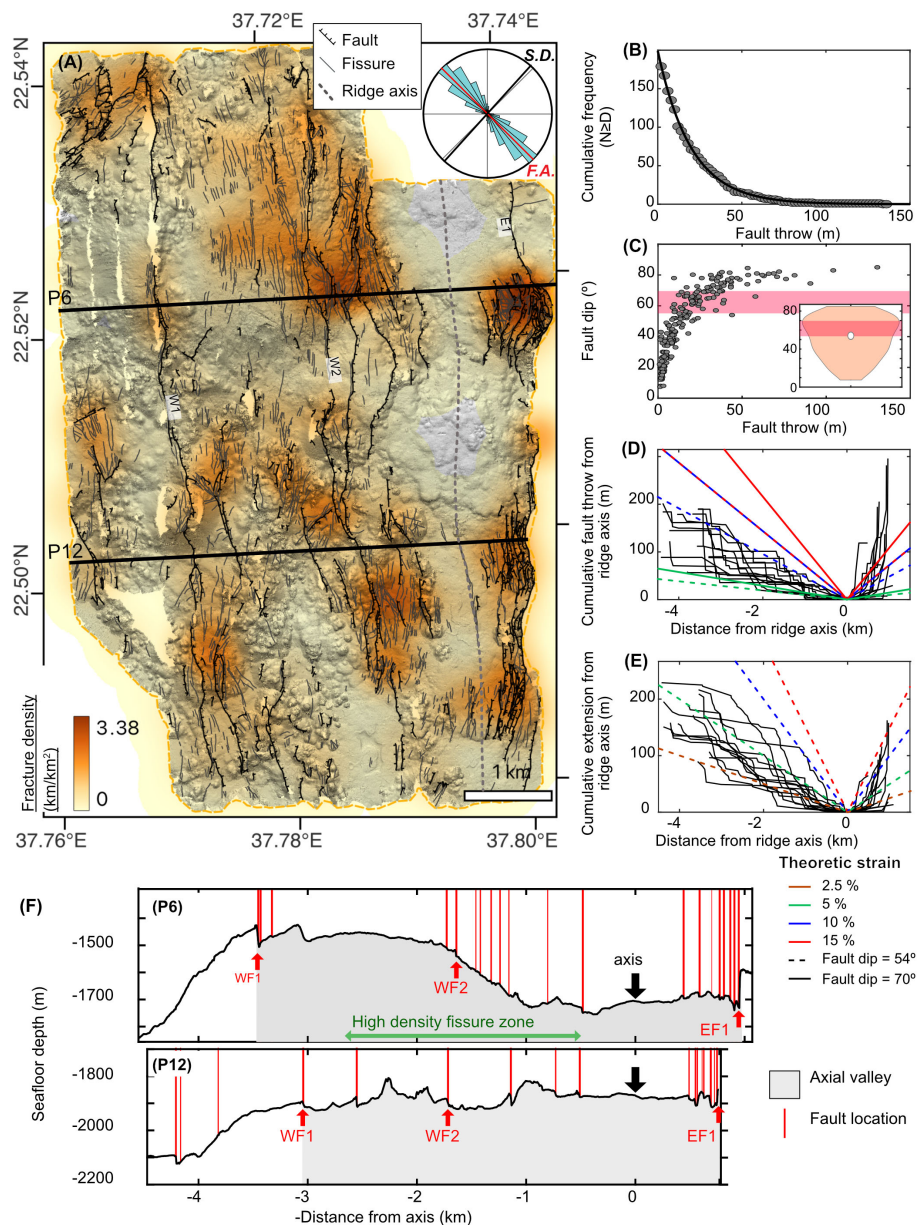 37.72°E
37.74°E
22.54°N
22.52°N
22.50°N
(A)
Fault
Fissure
Ridge axis
S.D.
F.A.
E1
P6
W2
W1
P12
Fracture density
(km/km²)
3.38
0
1 km
37.76°E
37.78°E
37.80°E
(B)
Cumulative frequency
(N≥D)
150
100
50
0
0 50 100 150
Fault throw (m)
(C)
Fault dip (º)
80
60
40
20
0
80
40
0
0 50 100 150
Fault throw (m)
(D)
Cumulative fault throw from
ridge axis (m)
200
100
0
-4 -2 0
Distance from ridge axis (km)
(E)
Cumulative extension from
ridge axis (m)
200
100
0
-4 -2 0
Distance from ridge axis (km)
Theoretic strain
2.5 %
5 %
10 %
15 %
Fault dip = 54º
Fault dip = 70º
(F)
(P6)
-1500
-1700
WF1
WF2
axis
EF1
High density fissure zone
Seafloor depth (m)
(P12)
-1800
-2000
-2200
WF1
WF2
EF1
-4 -3 -2 -1 0
-Distance from axis (km)
Axial valley
Fault location